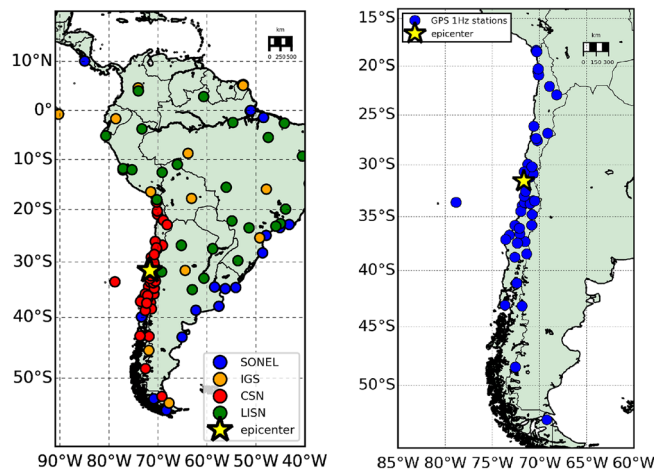 km
0 250 500
10°N
0°
10°S
20°S
30°S
40°S
50°S
90°W 80°W 70°W 60°W 50°W 40°W
SONEL
IGS
CSN
LISN
epicenter
GPS 1Hz stations
epicenter
km
0 150 300
15°S
20°S
25°S
30°S
35°S
40°S
45°S
50°S
85°W 80°W 75°W 70°W 65°W 60°W